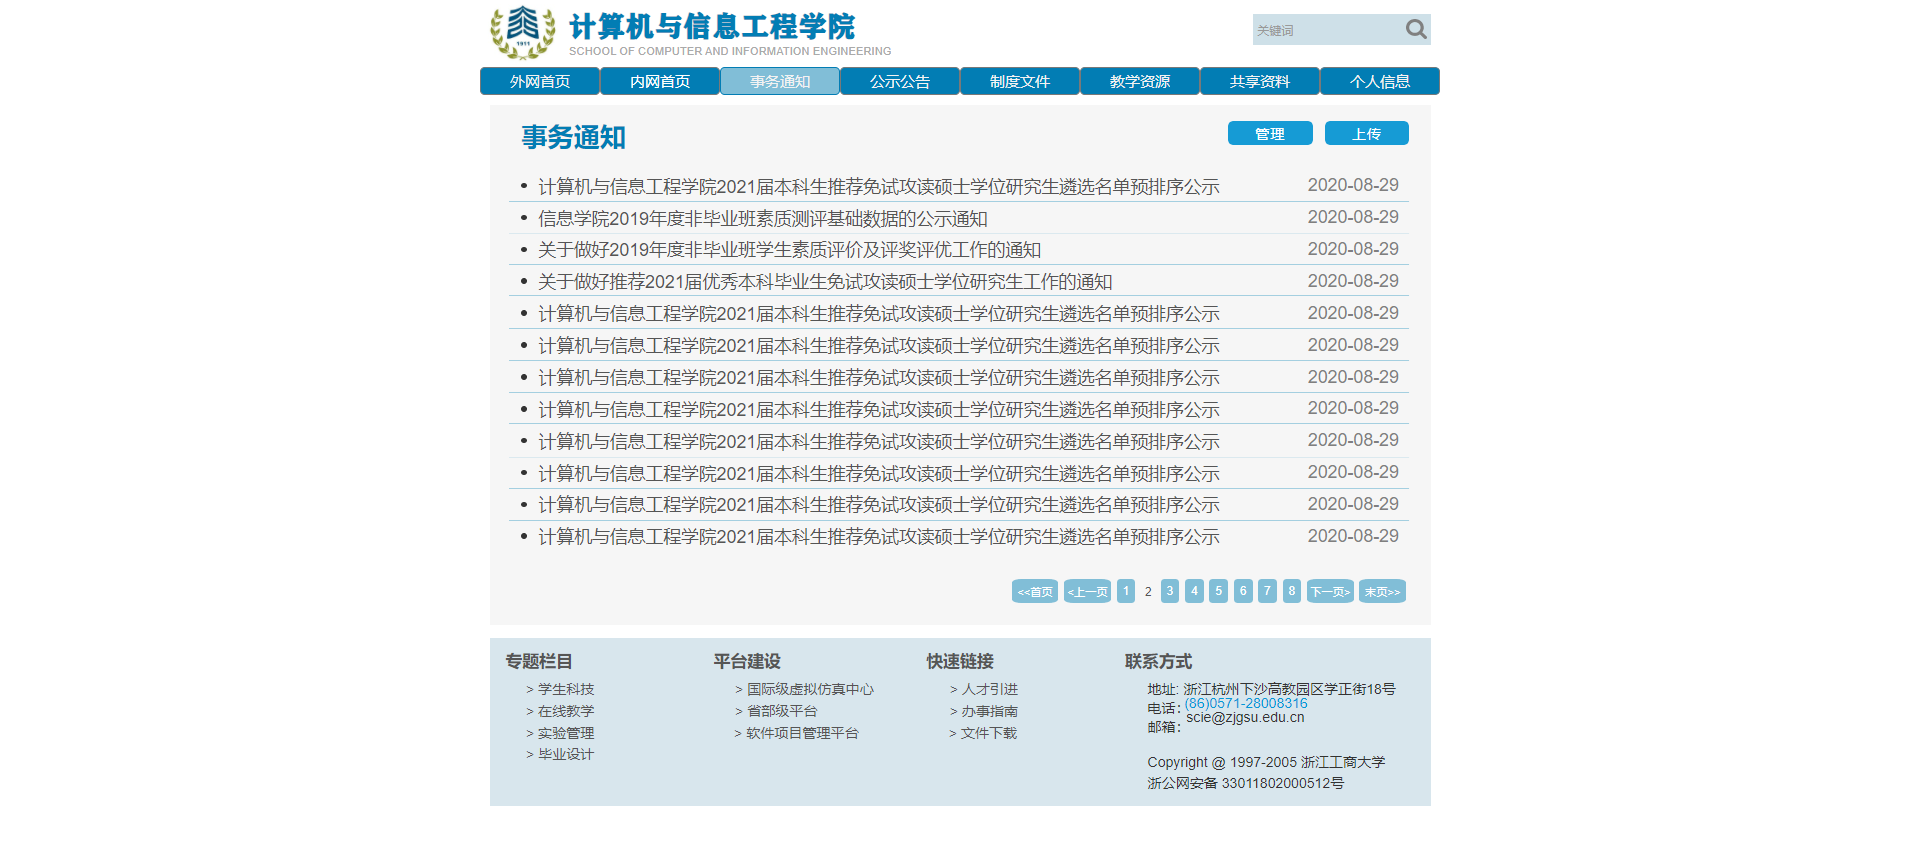 1911
计算机与信息工程学院
SCHOOL OF COMPUTER AND INFORMATION ENGINEERING
关键词
外网首页 内网首页 事务通知 公示公告 制度文件 教学资源 共享资料 个人信息
事务通知 管理 上传
• 计算机与信息工程学院2021届本科生推荐免试攻读硕士学位研究生遴选名单预排序公示 2020-08-29
• 信息学院2019年度非毕业班素质测评基础数据的公示通知 2020-08-29
• 关于做好2019年度非毕业班学生素质评价及评奖评优工作的通知 2020-08-29
• 关于做好推荐2021届优秀本科毕业生免试攻读硕士学位研究生工作的通知 2020-08-29
• 计算机与信息工程学院2021届本科生推荐免试攻读硕士学位研究生遴选名单预排序公示 2020-08-29
• 计算机与信息工程学院2021届本科生推荐免试攻读硕士学位研究生遴选名单预排序公示 2020-08-29
• 计算机与信息工程学院2021届本科生推荐免试攻读硕士学位研究生遴选名单预排序公示 2020-08-29
• 计算机与信息工程学院2021届本科生推荐免试攻读硕士学位研究生遴选名单预排序公示 2020-08-29
• 计算机与信息工程学院2021届本科生推荐免试攻读硕士学位研究生遴选名单预排序公示 2020-08-29
• 计算机与信息工程学院2021届本科生推荐免试攻读硕士学位研究生遴选名单预排序公示 2020-08-29
• 计算机与信息工程学院2021届本科生推荐免试攻读硕士学位研究生遴选名单预排序公示 2020-08-29
• 计算机与信息工程学院2021届本科生推荐免试攻读硕士学位研究生遴选名单预排序公示 2020-08-29
<<首页 <上一页 1 2 3 4 5 6 7 8 下一页> 末页>>
专题栏目
> 学生科技
> 在线教学
> 实验管理
> 毕业设计
平台建设
> 国际级虚拟仿真中心
> 省部级平台
> 软件项目管理平台
快速链接
> 人才引进
> 办事指南
> 文件下载
联系方式
地址: 浙江杭州下沙高教园区学正街18号
电话: (86)0571-28008316
邮箱: scie@zjgsu.edu.cn
Copyright @ 1997-2005 浙江工商大学
浙公网安备 33011802000512号